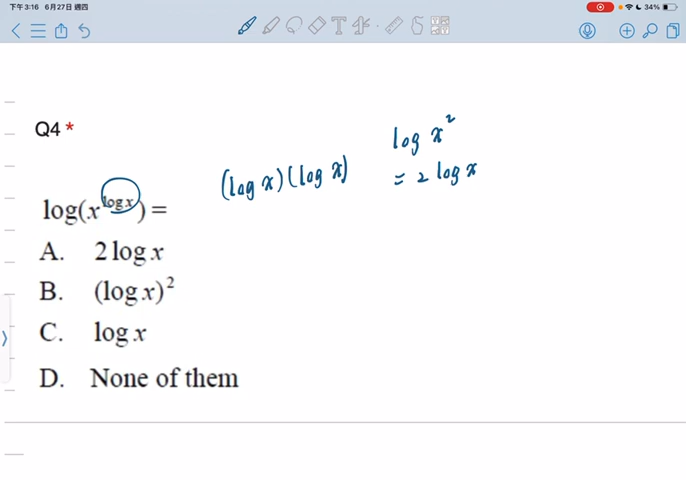 下午3:16 6月27日 週四
34%
Q4 *
log x²
(log x)(log x) = 2 log x
log(x^(log x)) =
A. 2 log x
B. (log x)²
C. log x
D. None of them